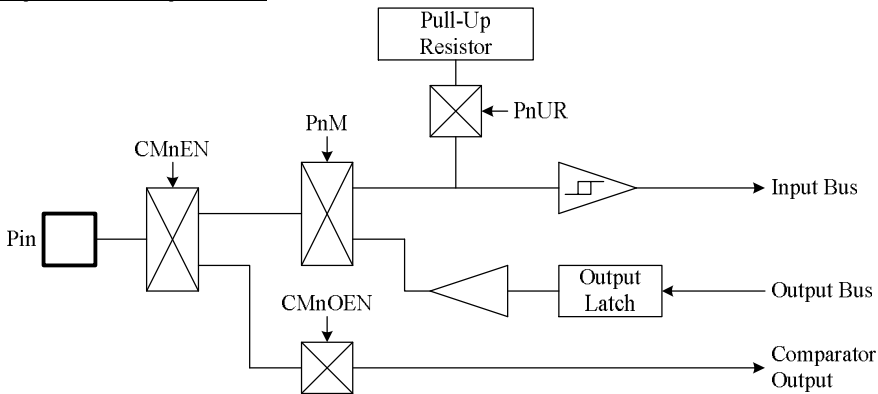 Pull-Up
Resistor
PnUR
PnM
CMnEN
Input Bus
Pin
Output
Latch
Output Bus
CMnOEN
Comparator
Output